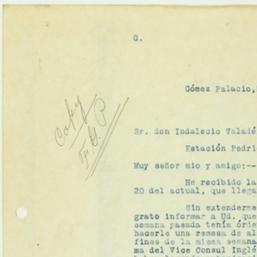 G.
Gómez Palacio,
Copy
F.G.P
Sr. don Indalecio Valadé
Estación Pedri
Muy señor mio y amigo:--
He recibido la
20 del actual, que llega
Sin extenderme
grato informar a Ud. que
semana pasada tenía órde
hacerle una remesa de al
fines de la misma semana
ma del Vice Consul Inglé